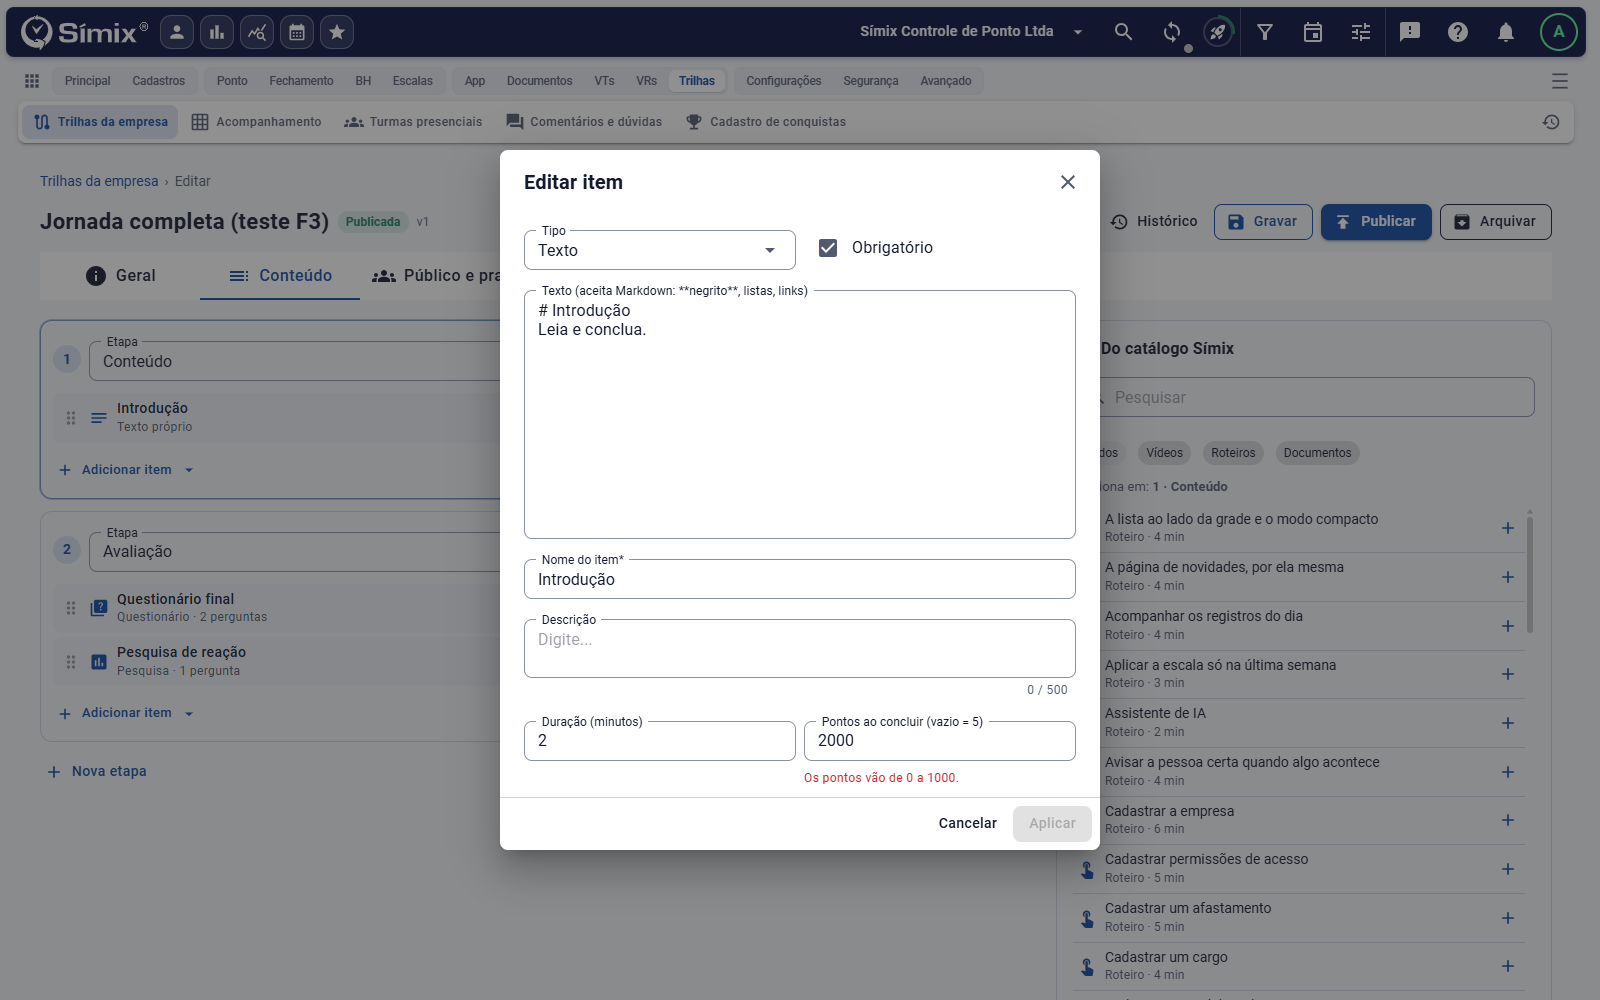 Símix®
Símix Controle de Ponto Ltda
A
Principal
Cadastros
Ponto
Fechamento
BH
Escalas
App
Documentos
VTs
VRs
Trilhas
Configurações
Segurança
Avançado
Trilhas da empresa
Acompanhamento
Turmas presenciais
Comentários e dúvidas
Cadastro de conquistas
Trilhas da empresa › Editar
Jornada completa (teste F3)
Publicada
v1
Histórico
Gravar
Publicar
Arquivar
Geral
Conteúdo
Público e pra
1
Etapa
Conteúdo
Introdução
Texto próprio
Adicionar item
2
Etapa
Avaliação
Questionário final
Questionário · 2 perguntas
Pesquisa de reação
Pesquisa · 1 pergunta
Adicionar item
Nova etapa
Editar item
Tipo
Texto
Obrigatório
Texto (aceita Markdown: **negrito**, listas, links)
# Introdução
Leia e conclua.
Nome do item*
Introdução
Descrição
Digite...
0 / 500
Duração (minutos)
2
Pontos ao concluir (vazio = 5)
2000
Os pontos vão de 0 a 1000.
Cancelar
Aplicar
Do catálogo Símix
Pesquisar
dos
Vídeos
Roteiros
Documentos
iona em: 1 · Conteúdo
A lista ao lado da grade e o modo compacto
Roteiro · 4 min
A página de novidades, por ela mesma
Roteiro · 4 min
Acompanhar os registros do dia
Roteiro · 4 min
Aplicar a escala só na última semana
Roteiro · 3 min
Assistente de IA
Roteiro · 2 min
Avisar a pessoa certa quando algo acontece
Roteiro · 4 min
Cadastrar a empresa
Roteiro · 6 min
Cadastrar permissões de acesso
Roteiro · 5 min
Cadastrar um afastamento
Roteiro · 5 min
Cadastrar um cargo
Roteiro · 4 min